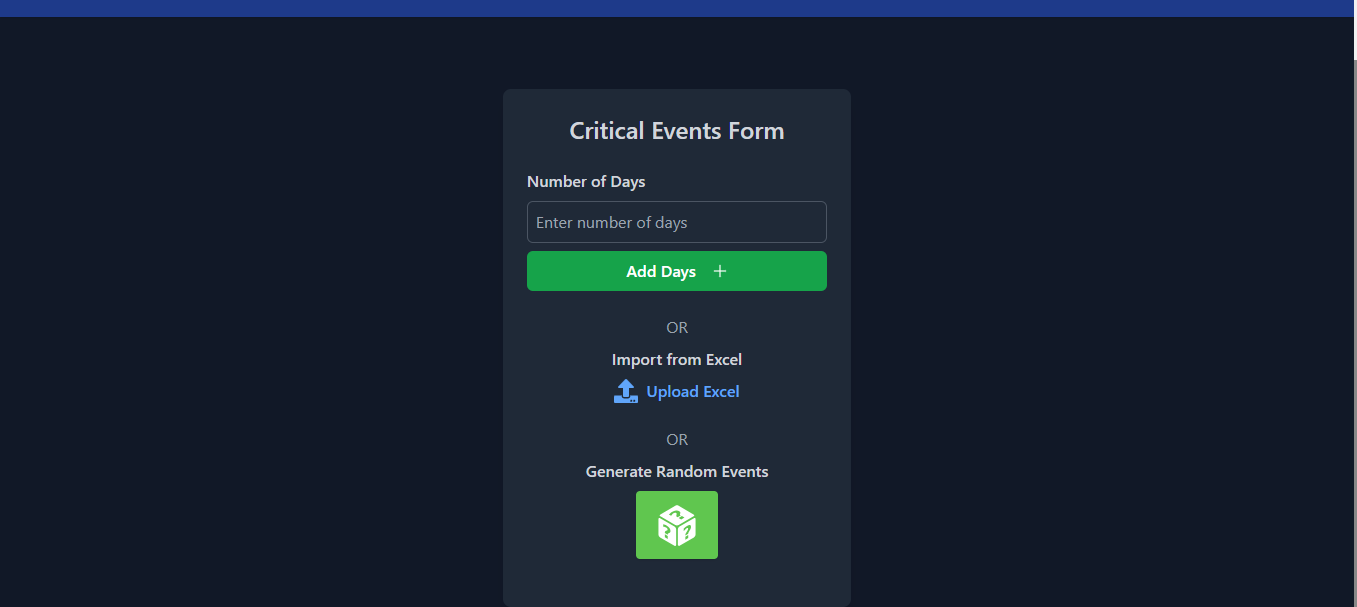 Critical Events Form
Number of Days
Enter number of days
Add Days +
OR
Import from Excel
Upload Excel
OR
Generate Random Events